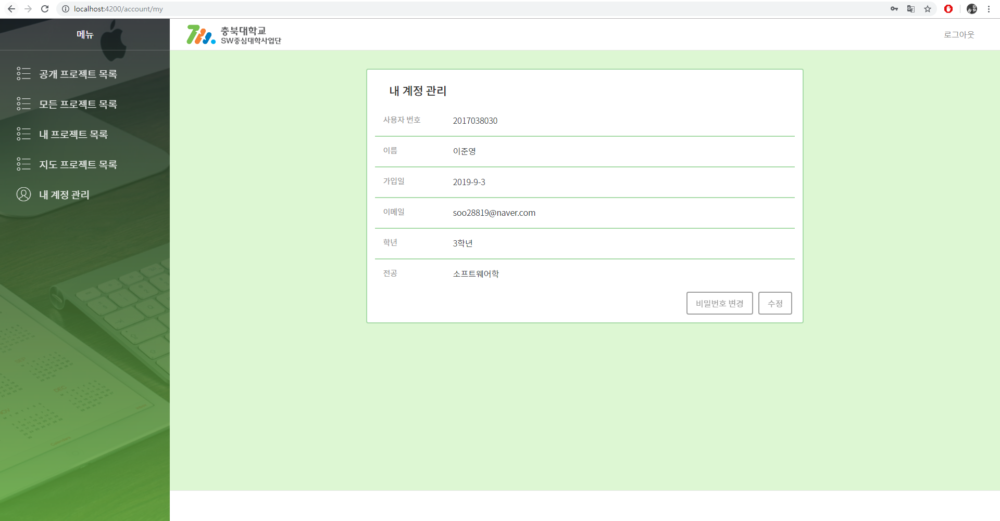 localhost:4200/account/my
메뉴
공개 프로젝트 목록
모든 프로젝트 목록
내 프로젝트 목록
지도 프로젝트 목록
내 계정 관리
충북대학교
SW중심대학사업단
로그아웃
내 계정 관리
사용자 번호 2017038030
이름 이준영
가입일 2019-9-3
이메일 soo28819@naver.com
학년 3학년
전공 소프트웨어학
비밀번호 변경 수정